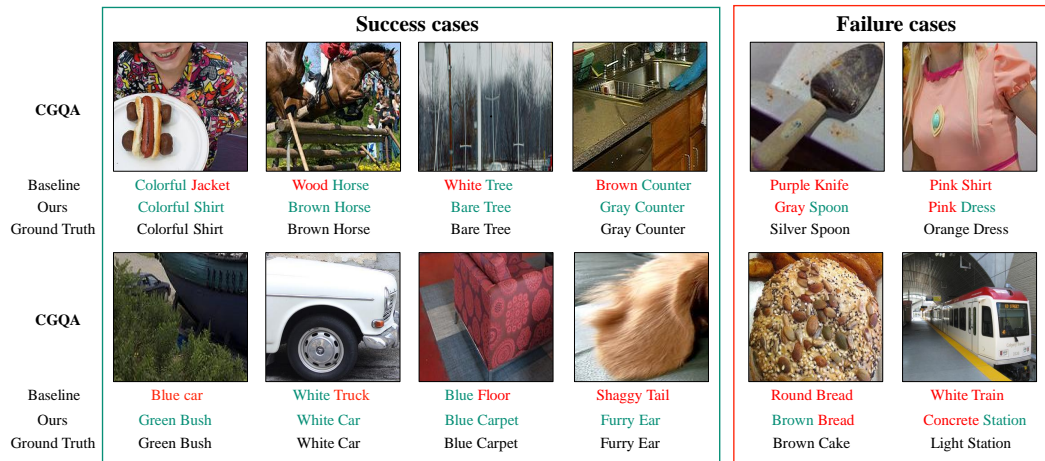 Success cases
Failure cases
CGQA
Baseline Colorful Jacket Wood Horse White Tree Brown Counter Purple Knife Pink Shirt
Ours Colorful Shirt Brown Horse Bare Tree Gray Counter Gray Spoon Pink Dress
Ground Truth Colorful Shirt Brown Horse Bare Tree Gray Counter Silver Spoon Orange Dress
CGQA
Baseline Blue car White Truck Blue Floor Shaggy Tail Round Bread White Train
Ours Green Bush White Car Blue Carpet Furry Ear Brown Bread Concrete Station
Ground Truth Green Bush White Car Blue Carpet Furry Ear Brown Cake Light Station